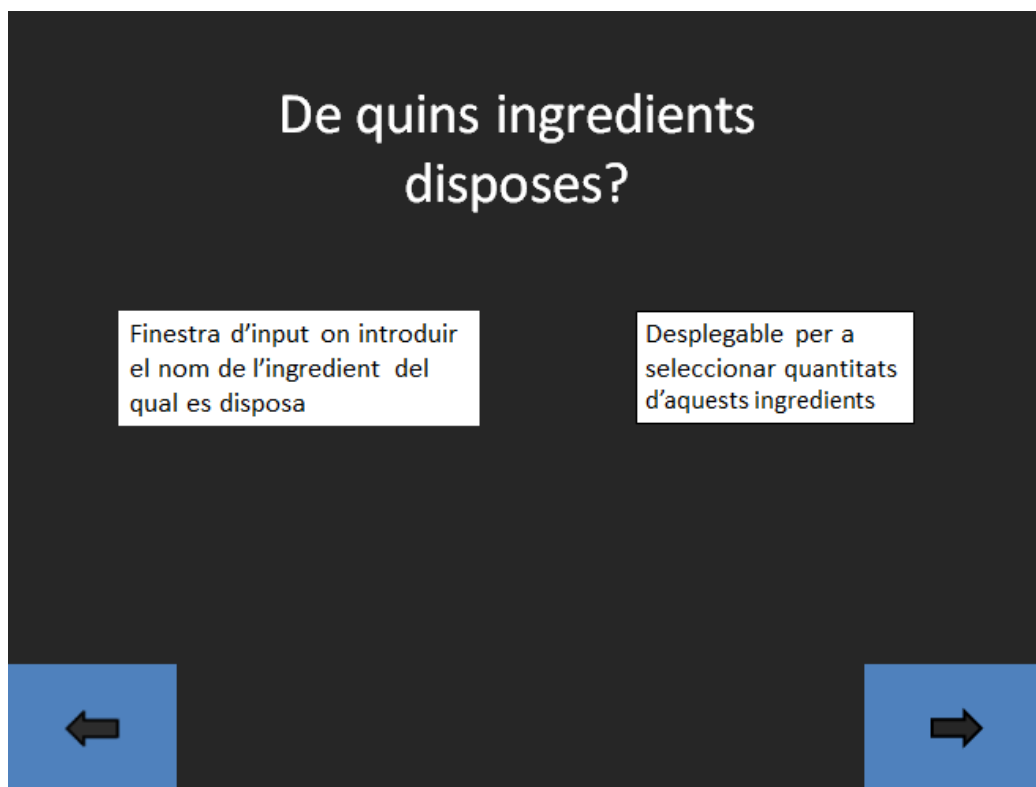 De quins ingredients
disposes?
Finestra d’input on introduir
el nom de l’ingredient del
qual es disposa
Desplegable per a
seleccionar quantitats
d’aquests ingredients